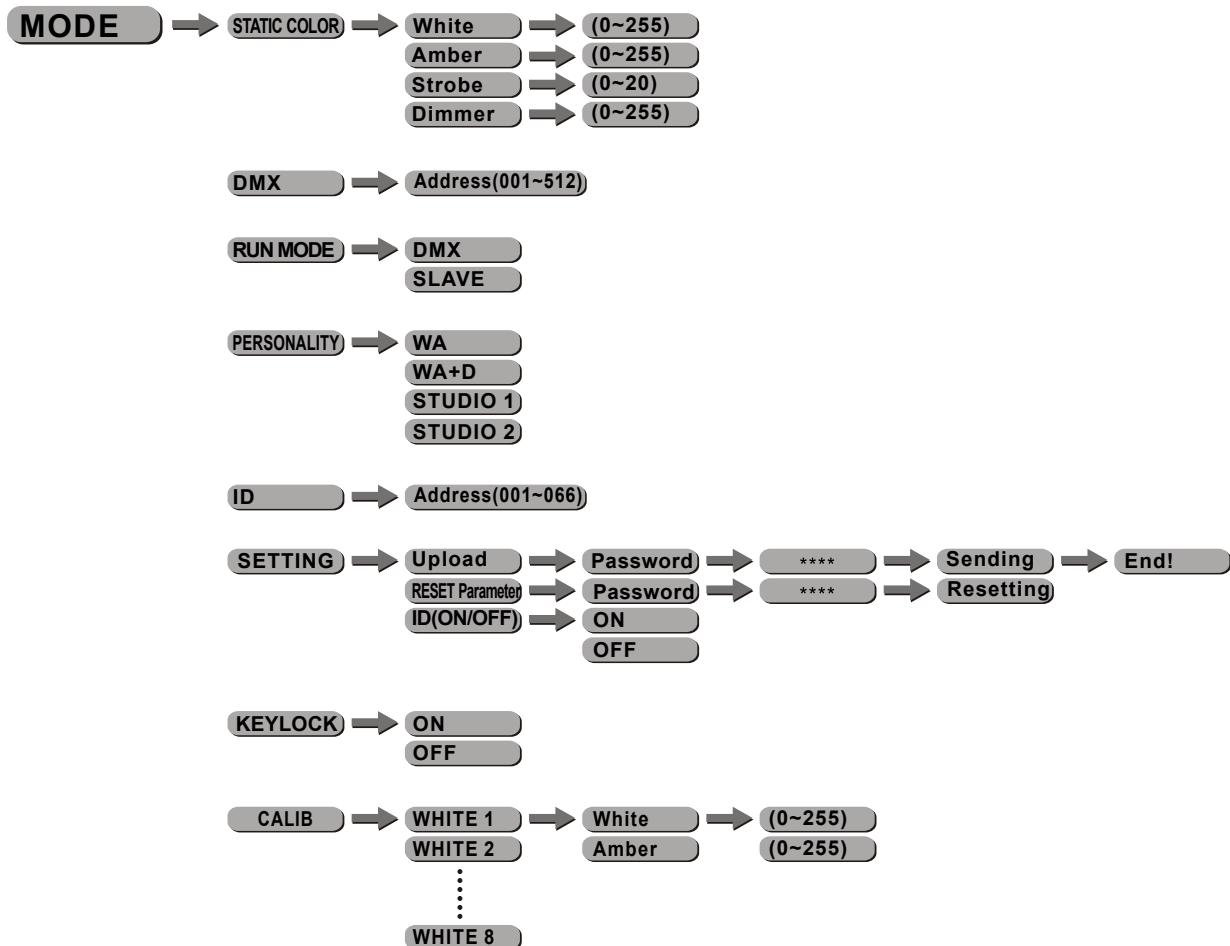 MODE STATIC COLOR White (0~255)
Amber (0~255)
Strobe (0~20)
Dimmer (0~255)
DMX Address(001~512)
RUN MODE DMX
SLAVE
PERSONALITY WA
WA+D
STUDIO 1
STUDIO 2
ID Address(001~066)
SETTING Upload Password **** Sending End!
RESET Parameter Password **** Resetting
ID(ON/OFF) ON
OFF
KEYLOCK ON
OFF
CALIB WHITE 1 White (0~255)
WHITE 2 Amber (0~255)
WHITE 8